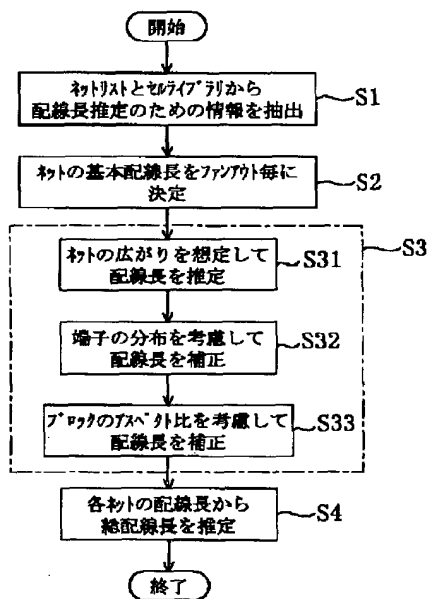 開始
ﾈｯﾄﾘｽﾄとｾﾙﾗｲﾌﾞﾗﾘから
配線長推定のための情報を抽出
S1
ネットの基本配線長をﾌｧﾝｱｳﾄ毎に
決定
S2
S3
ﾈｯﾄの広がりを想定して
配線長を推定
S31
端子の分布を考慮して
配線長を補正
S32
ﾌﾞﾛｯｸのｱｽﾍﾟｸﾄ比を考慮して
配線長を補正
S33
各ネットの配線長から
総配線長を推定
S4
終了